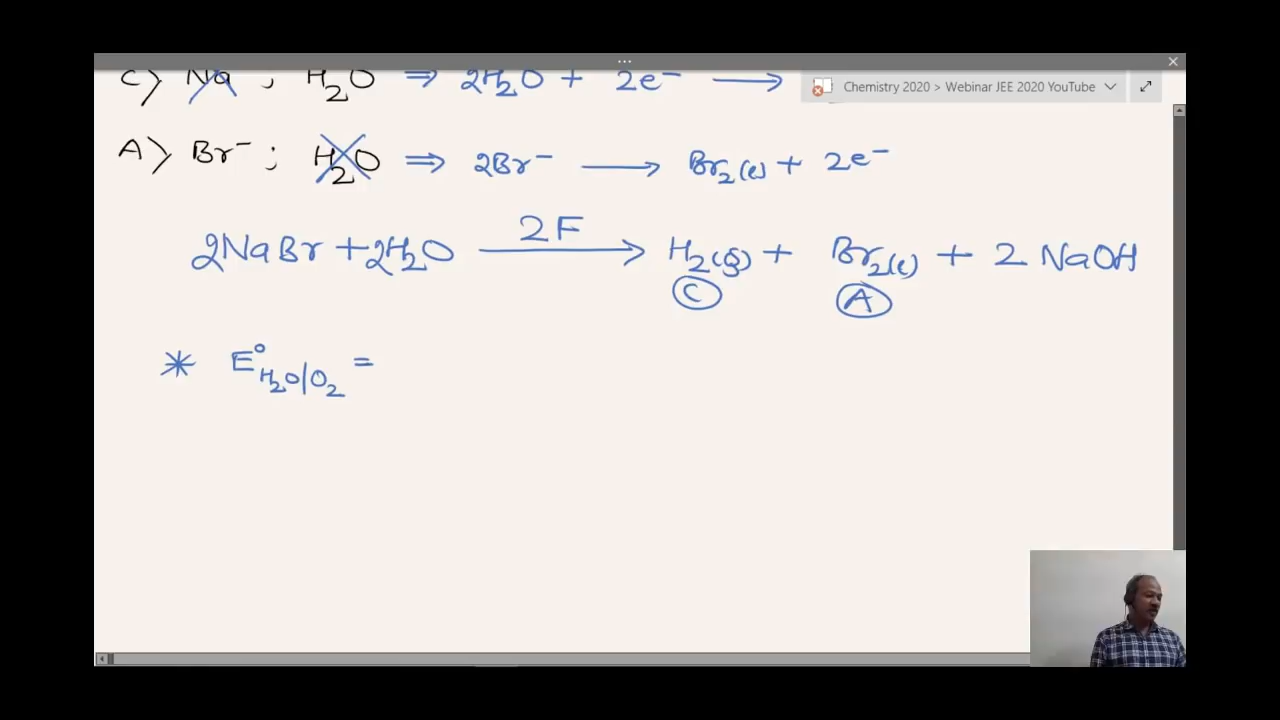 ...
Chemistry 2020 > Webinar JEE 2020 YouTube
C> Na ; H₂O ⇒ 2H₂O + 2e⁻ ⟶
A> Br⁻ ; H₂O ⇒ 2Br⁻ ⟶ Br₂(l) + 2e⁻
2NaBr + 2H₂O 2F ⟶ H₂(g) + Br₂(l) + 2 NaOH
C A
* E°H₂O|O₂ =